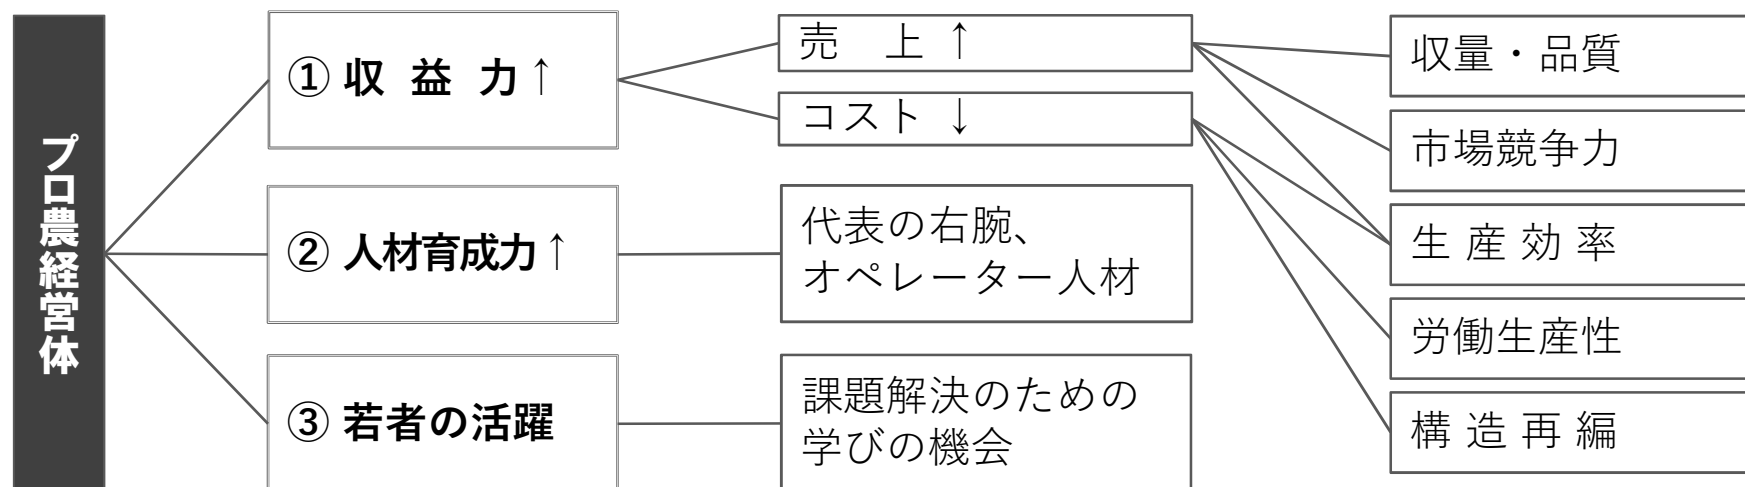 プロ農経営体
① 収 益 力↑
② 人材育成力↑
③ 若者の活躍
売　上 ↑
コスト ↓
代表の右腕、
オペレーター人材
課題解決のための
学びの機会
収量・品質
市場競争力
生 産 効 率
労働生産性
構 造 再 編